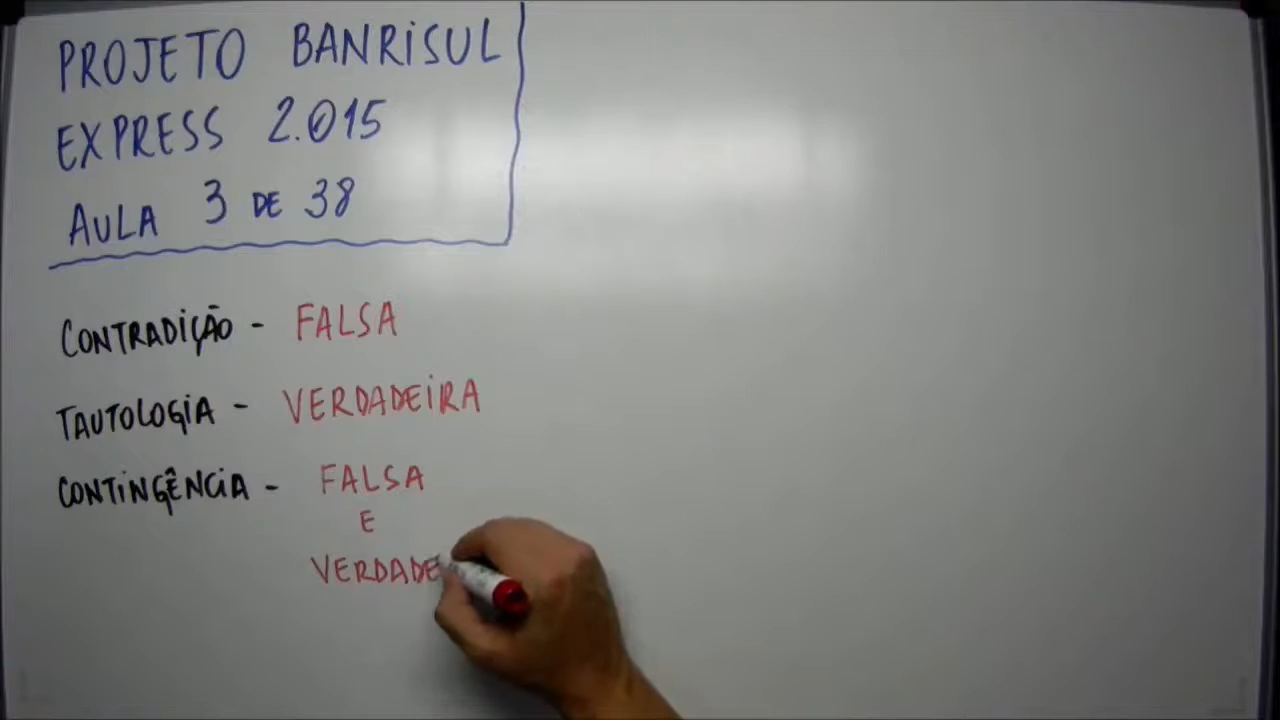 PROJETO BANRISUL
EXPRESS 2.015
AULA 3 DE 38
CONTRADIÇÃO - FALSA
TAUTOLOGIA - VERDADEIRA
CONTINGÊNCIA - FALSA
E
VERDADE